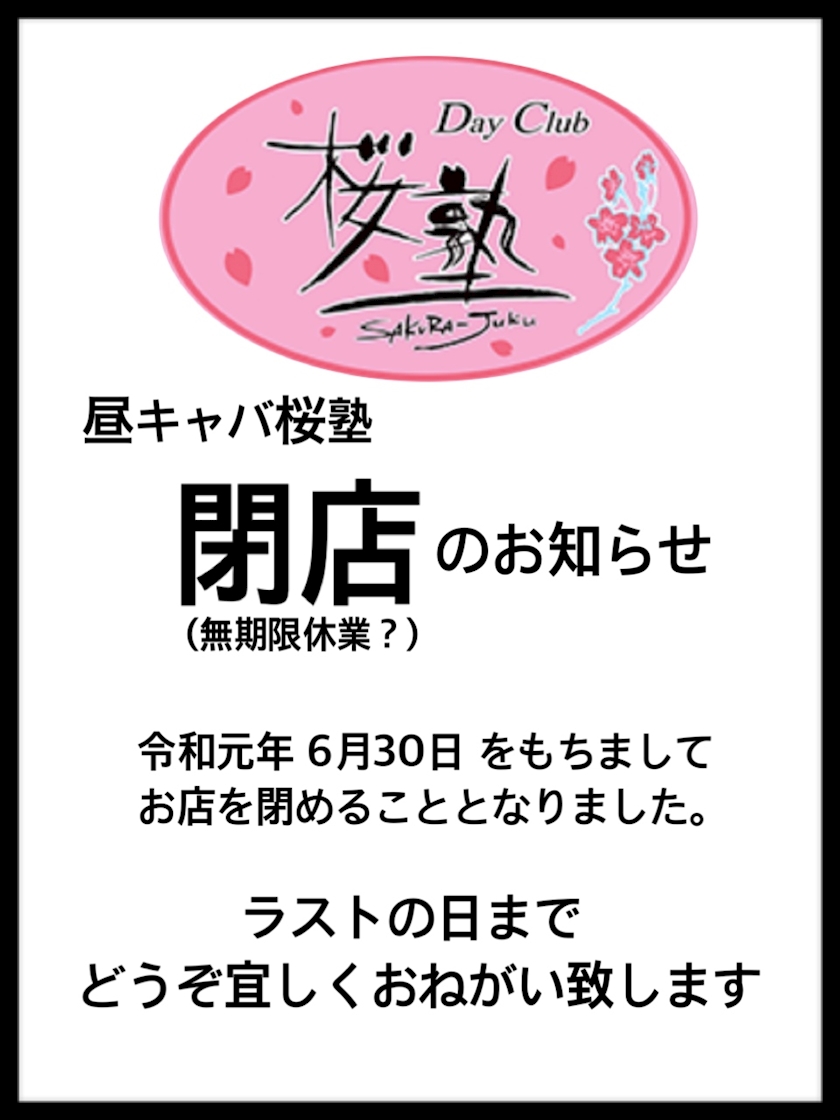 Day Club
桜塾
SAKURA-JUKU
昼キャバ桜塾
閉店のお知らせ
（無期限休業？）
令和元年 6月30日 をもちまして
お店を閉めることとなりました。
ラストの日まで
どうぞ宜しくおねがい致します